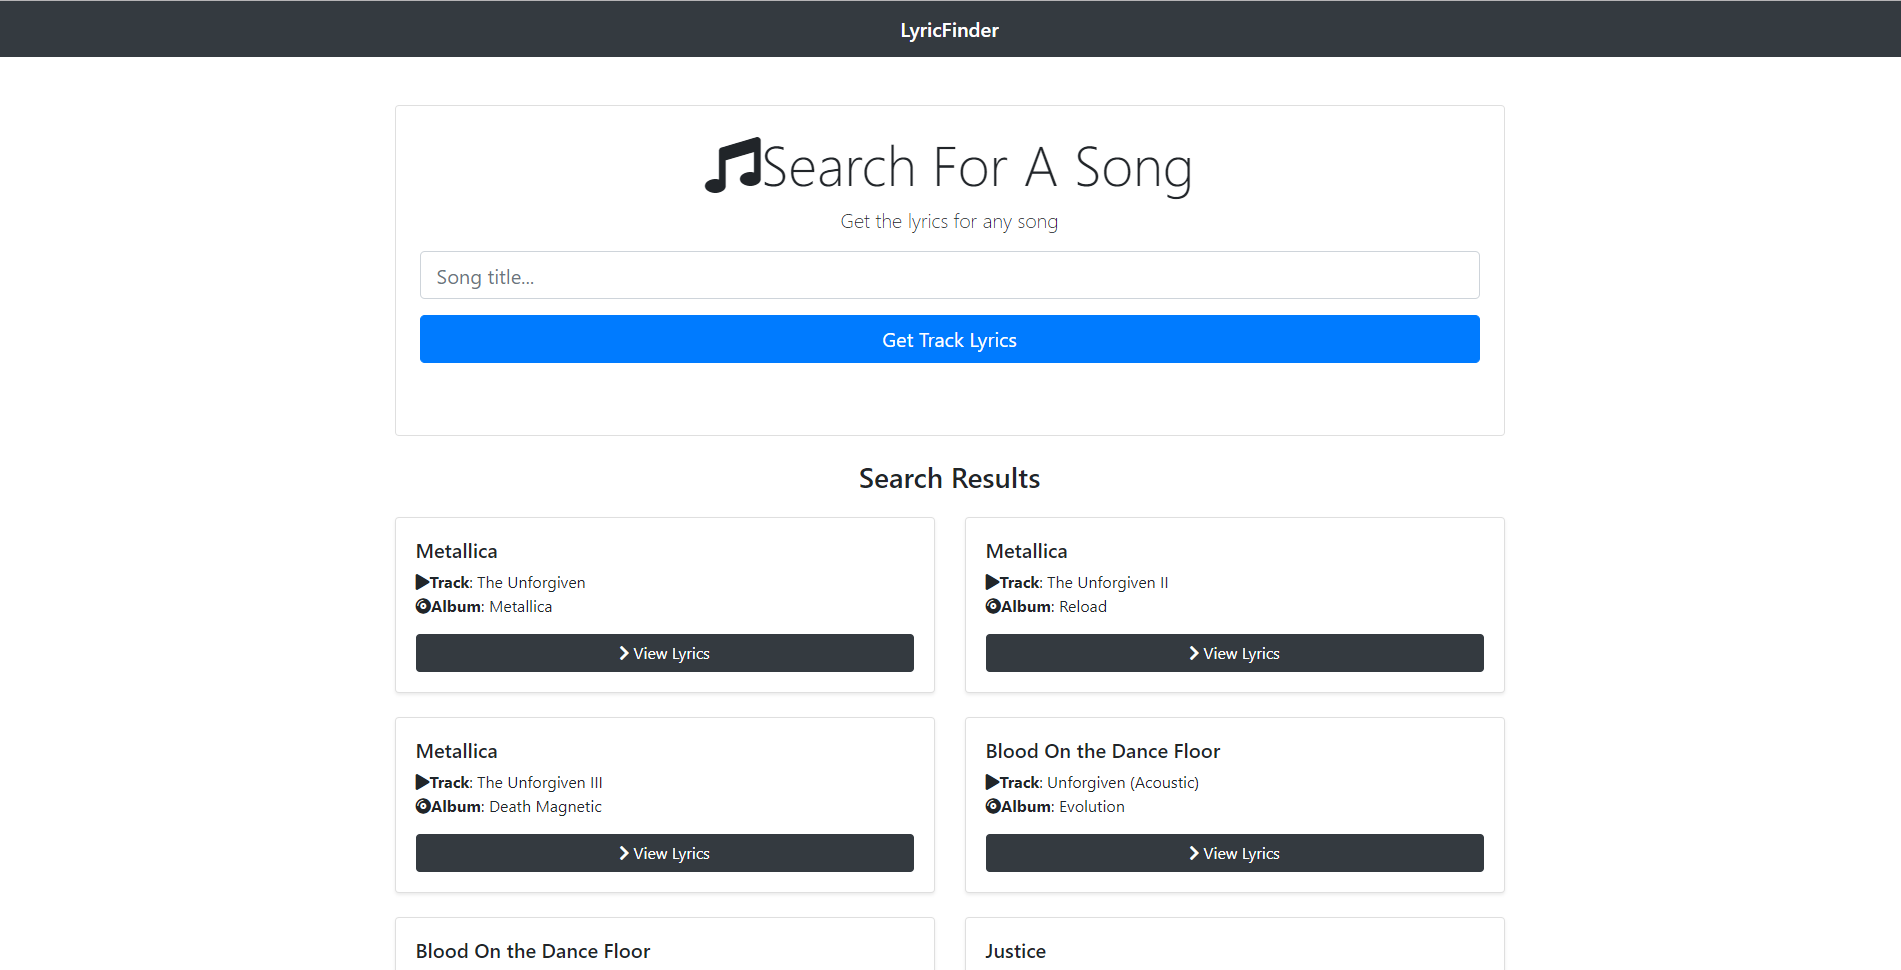 LyricFinder
Search For A Song
Get the lyrics for any song
Song title...
Get Track Lyrics
Search Results
Metallica
Track: The Unforgiven
Album: Metallica
View Lyrics
Metallica
Track: The Unforgiven II
Album: Reload
View Lyrics
Metallica
Track: The Unforgiven III
Album: Death Magnetic
View Lyrics
Blood On the Dance Floor
Track: Unforgiven (Acoustic)
Album: Evolution
View Lyrics
Blood On the Dance Floor
Justice